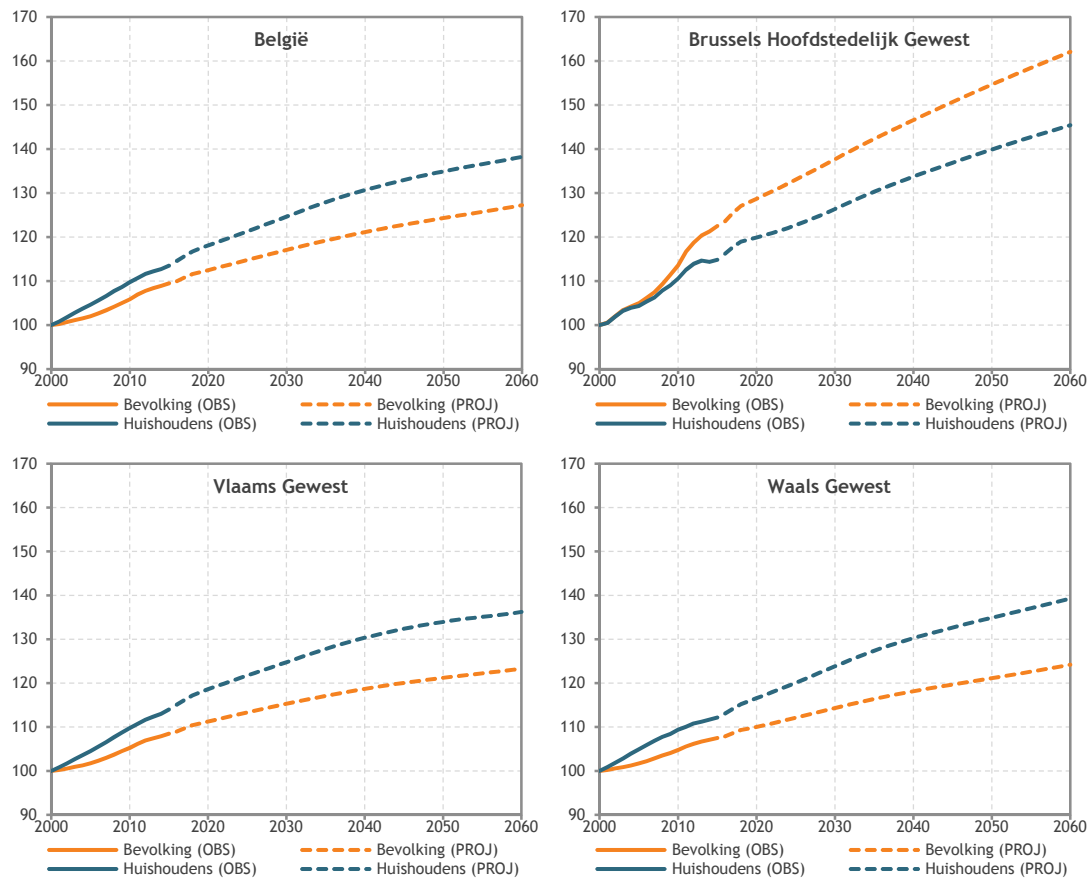 170
160
150
140
130
120
110
100
90
België
2000 2010 2020 2030 2040 2050 2060
Bevolking (OBS) Bevolking (PROJ)
Huishoudens (OBS) Huishoudens (PROJ)
170
160
150
140
130
120
110
100
90
Brussels Hoofdstedelijk Gewest
2000 2010 2020 2030 2040 2050 2060
Bevolking (OBS) Bevolking (PROJ)
Huishoudens (OBS) Huishoudens (PROJ)
170
160
150
140
130
120
110
100
90
Vlaams Gewest
2000 2010 2020 2030 2040 2050 2060
Bevolking (OBS) Bevolking (PROJ)
Huishoudens (OBS) Huishoudens (PROJ)
170
160
150
140
130
120
110
100
90
Waals Gewest
2000 2010 2020 2030 2040 2050 2060
Bevolking (OBS) Bevolking (PROJ)
Huishoudens (OBS) Huishoudens (PROJ)